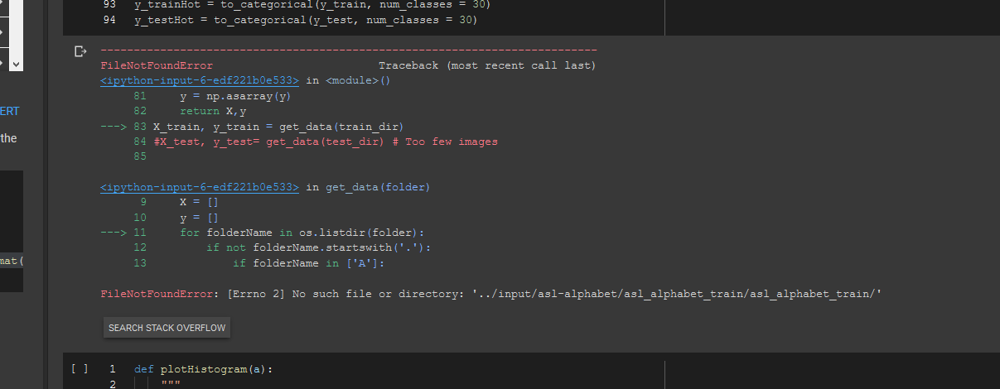 93 y_trainHot = to_categorical(y_train, num_classes = 30)
94 y_testHot = to_categorical(y_test, num_classes = 30)
---------------------------------------------------------------------------
FileNotFoundError Traceback (most recent call last)
<ipython-input-6-edf221b0e533> in <module>()
81 y = np.asarray(y)
ERT
82 return X,y
---> 83 X_train, y_train = get_data(train_dir)
the
84 #X_test, y_test= get_data(test_dir) # Too few images
85
<ipython-input-6-edf221b0e533> in get_data(folder)
9 X = []
10 y = []
---> 11 for folderName in os.listdir(folder):
12 if not folderName.startswith('.'):
mat(
13 if folderName in ['A']:
FileNotFoundError: [Errno 2] No such file or directory: '../input/asl-alphabet/asl_alphabet_train/asl_alphabet_train/'
SEARCH STACK OVERFLOW
[ ] 1 def plotHistogram(a):
2 """